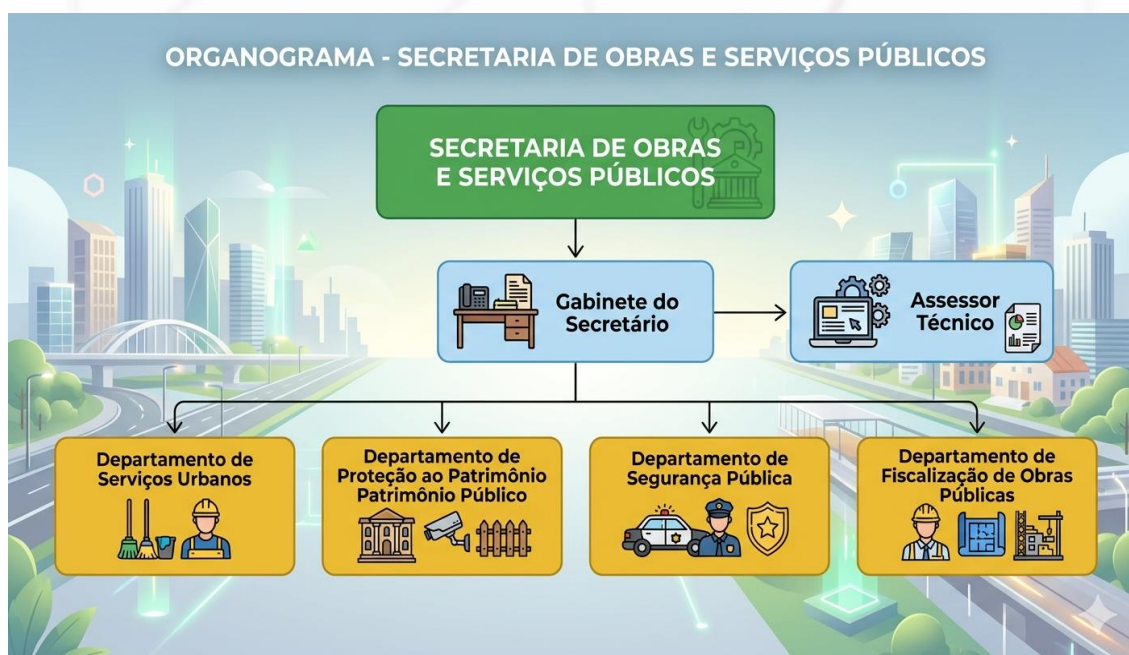 ORGANOGRAMA - SECRETARIA DE OBRAS E SERVIÇOS PÚBLICOS
SECRETARIA DE OBRAS
E SERVIÇOS PÚBLICOS
Gabinete do
Secretário
Assessor
Técnico
Departamento de
Serviços Urbanos
Departamento de
Proteção ao Patrimônio
Patrimônio Público
Departamento de
Segurança Pública
Departamento de
Fiscalização de Obras
Públicas